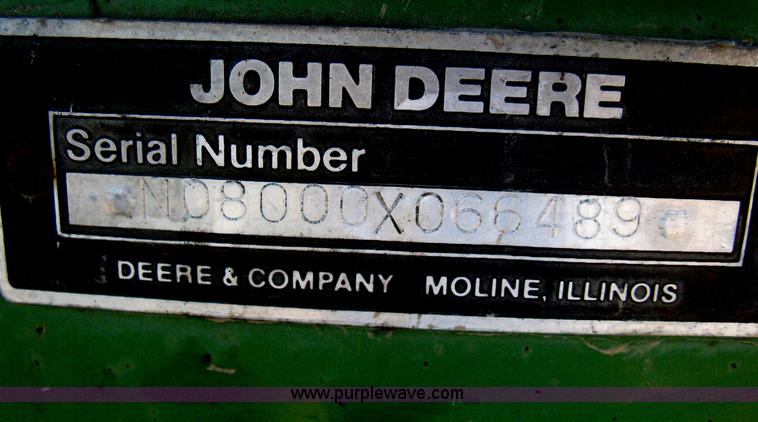 JOHN DEERE
Serial Number
N08000X066489
DEERE & COMPANY MOLINE, ILLINOIS
www.purplewave.com